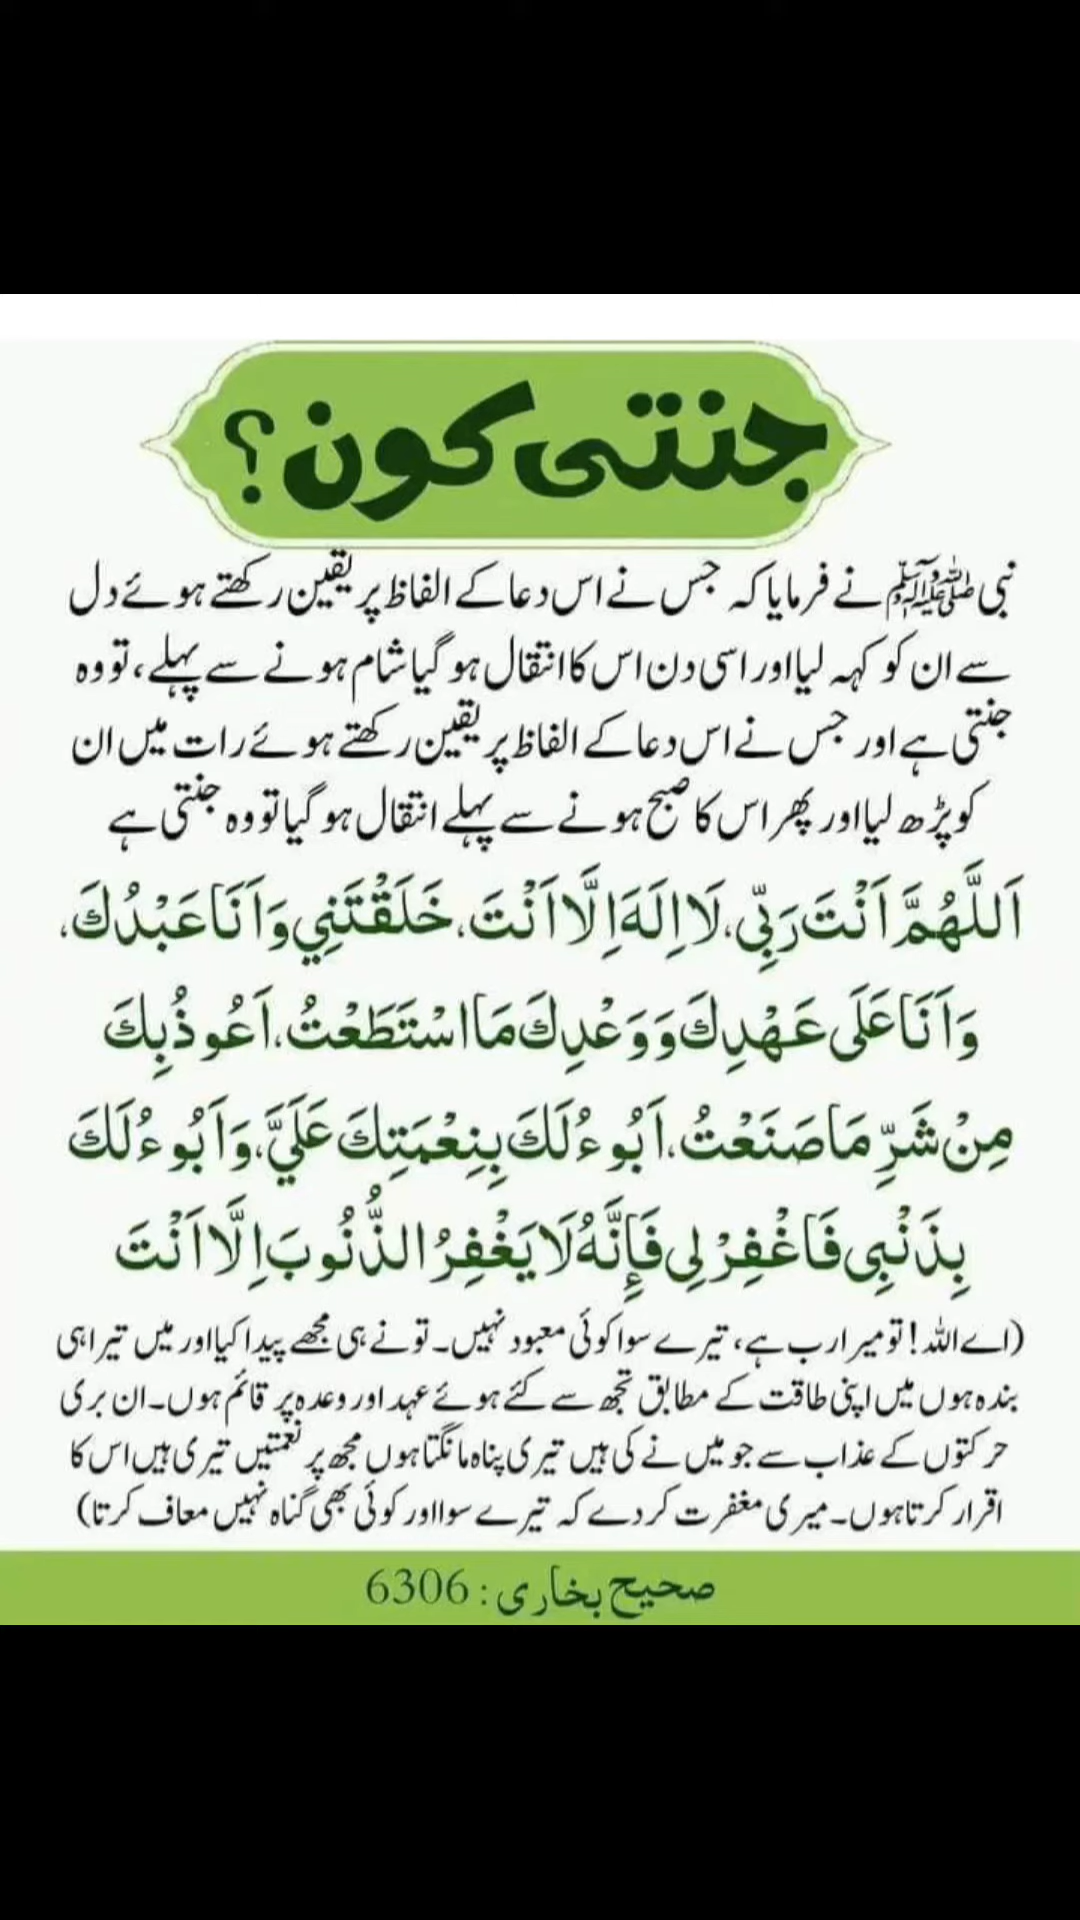 جنتی کون؟
نبی ﷺ نے فرمایا کہ جس نے اس دعا کے الفاظ پر یقین رکھتے ہوئے دل
سے ان کو کہہ لیا اور اسی دن اس کا انتقال ہو گیا شام ہونے سے پہلے، تو وہ
جنتی ہے اور جس نے اس دعا کے الفاظ پر یقین رکھتے ہوئے رات میں ان
کو پڑھ لیا اور پھر اس کا صبح ہونے سے پہلے انتقال ہو گیا تو وہ جنتی ہے
اَللَّهُمَّ اَنْتَ رَبِّي، لَا اِلَهَ اِلَّا اَنْتَ، خَلَقْتَنِي وَاَنَا عَبْدُكَ،
وَاَنَا عَلَى عَهْدِكَ وَوَعْدِكَ مَا اسْتَطَعْتُ، اَعُوذُ بِكَ
مِنْ شَرِّ مَا صَنَعْتُ، اَبُوءُ لَكَ بِنِعْمَتِكَ عَلَيَّ، وَاَبُوءُ لَكَ
بِذَنْبِي فَاغْفِرْ لِي فَإِنَّهُ لَا يَغْفِرُ الذُّنُوبَ اِلَّا اَنْتَ
(اے اللہ! تو میرا رب ہے، تیرے سوا کوئی معبود نہیں۔ تو نے ہی مجھے پیدا کیا اور میں تیرا ہی
بندہ ہوں میں اپنی طاقت کے مطابق تجھ سے کئے ہوئے عہد اور وعدہ پر قائم ہوں۔ ان بری
حرکتوں کے عذاب سے جو میں نے کی ہیں تیری پناہ مانگتا ہوں مجھ پر نعمتیں تیری ہیں اس کا
اقرار کرتا ہوں۔ میری مغفرت کر دے کہ تیرے سوا اور کوئی بھی گناہ نہیں معاف کرتا)
صحیح بخاری: 6306